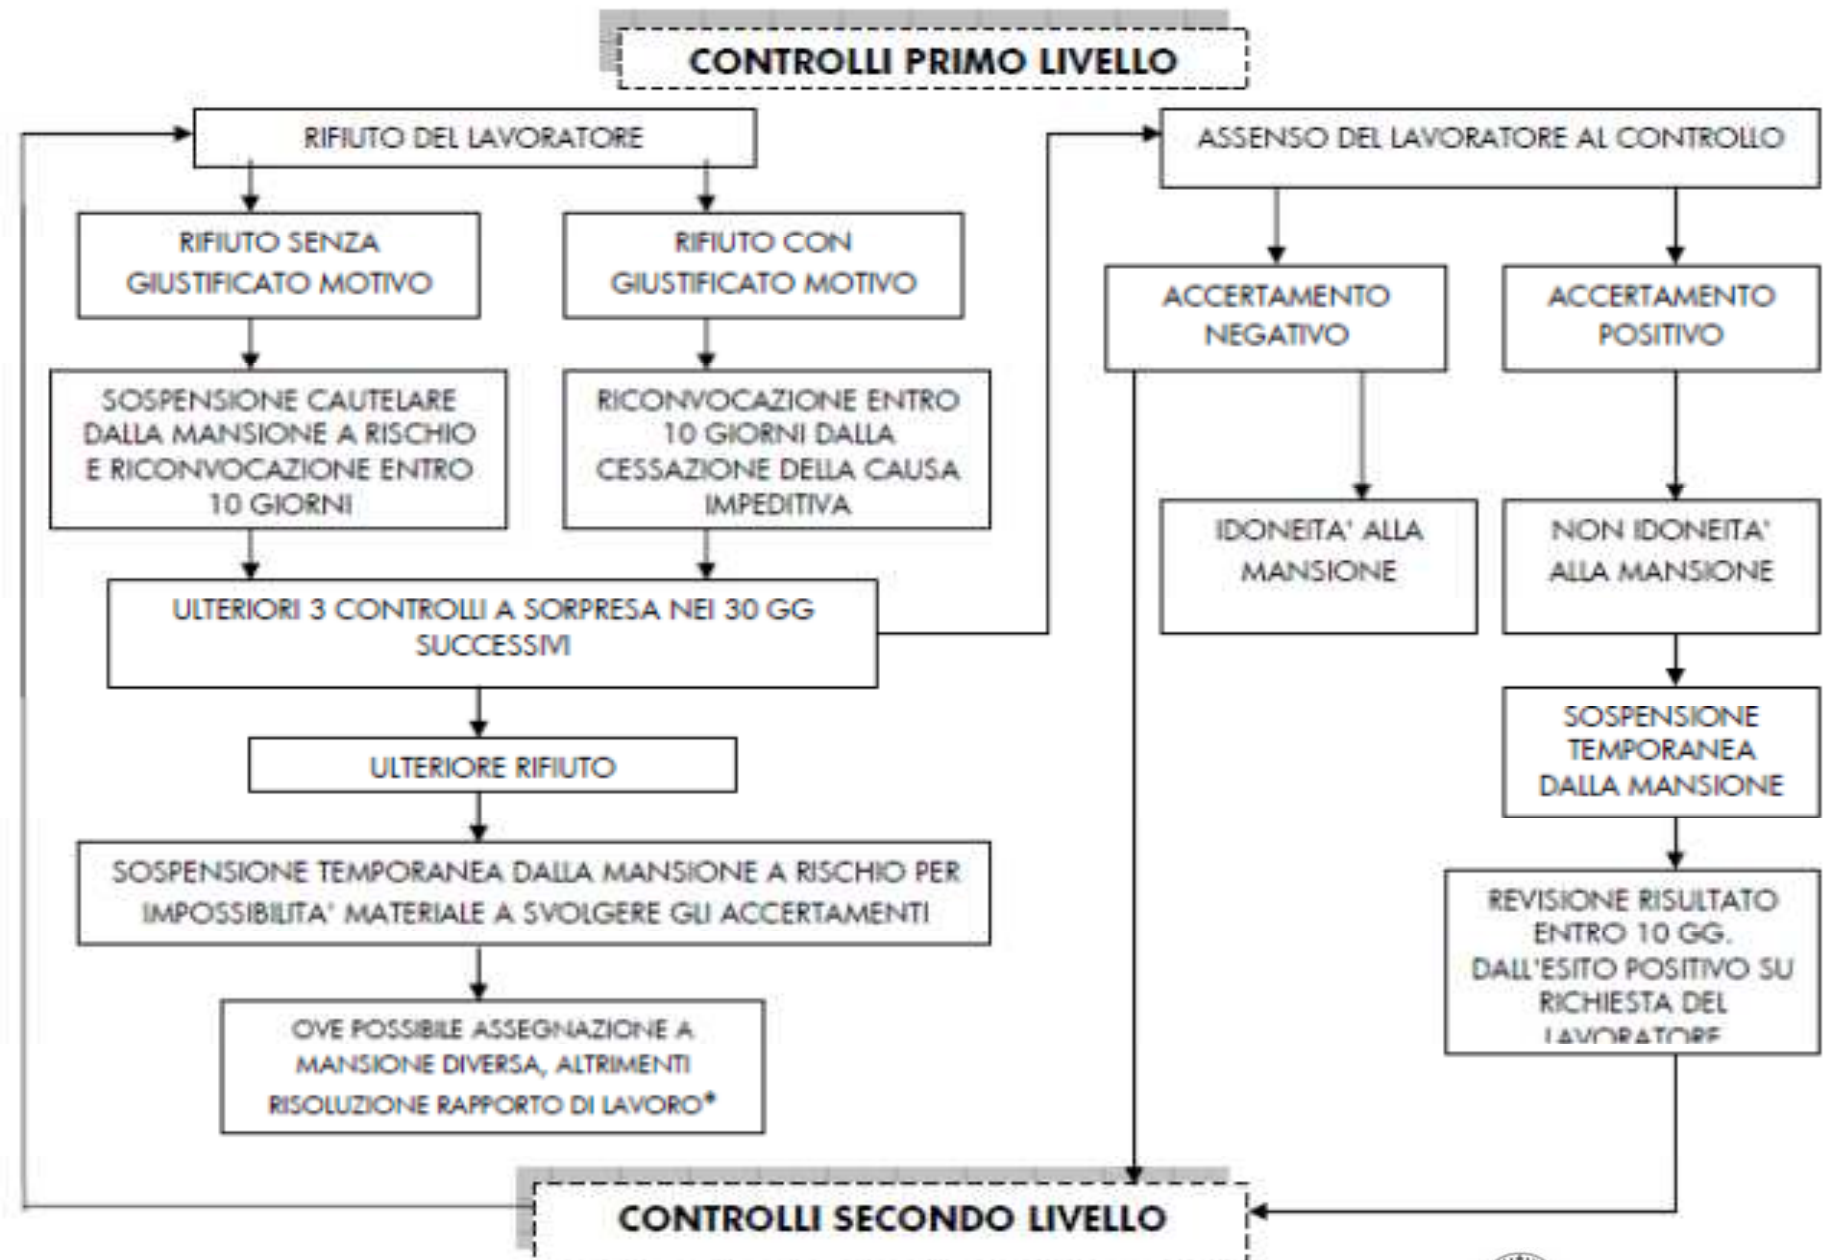 CONTROLLI PRIMO LIVELLO
RIFIUTO DEL LAVORATORE
RIFIUTO SENZA
GIUSTIFICATO MOTIVO
RIFIUTO CON
GIUSTIFICATO MOTIVO
SOSPENSIONE CAUTELARE
DALLA MANSIONE A RISCHIO
E RICONVOCAZIONE ENTRO
10 GIORNI
RICONVOCAZIONE ENTRO
10 GIORNI DALLA
CESSAZIONE DELLA CAUSA
IMPEDITIVA
ULTERIORI 3 CONTROLLI A SORPRESA NEI 30 GG
SUCCESSIVI
ULTERIORE RIFIUTO
SOSPENSIONE TEMPORANEA DALLA MANSIONE A RISCHIO PER
IMPOSSIBILITA' MATERIALE A SVOLGERE GLI ACCERTAMENTI
OVE POSSIBILE ASSEGNAZIONE A
MANSIONE DIVERSA, ALTRIMENTI
RISOLUZIONE RAPPORTO DI LAVORO*
ASSENSO DEL LAVORATORE AL CONTROLLO
ACCERTAMENTO
NEGATIVO
ACCERTAMENTO
POSITIVO
IDONEITA' ALLA
MANSIONE
NON IDONEITA'
ALLA MANSIONE
SOSPENSIONE
TEMPORANEA
DALLA MANSIONE
REVISIONE RISULTATO
ENTRO 10 GG.
DALL'ESITO POSITIVO SU
RICHIESTA DEL
LAVORATORE
CONTROLLI SECONDO LIVELLO